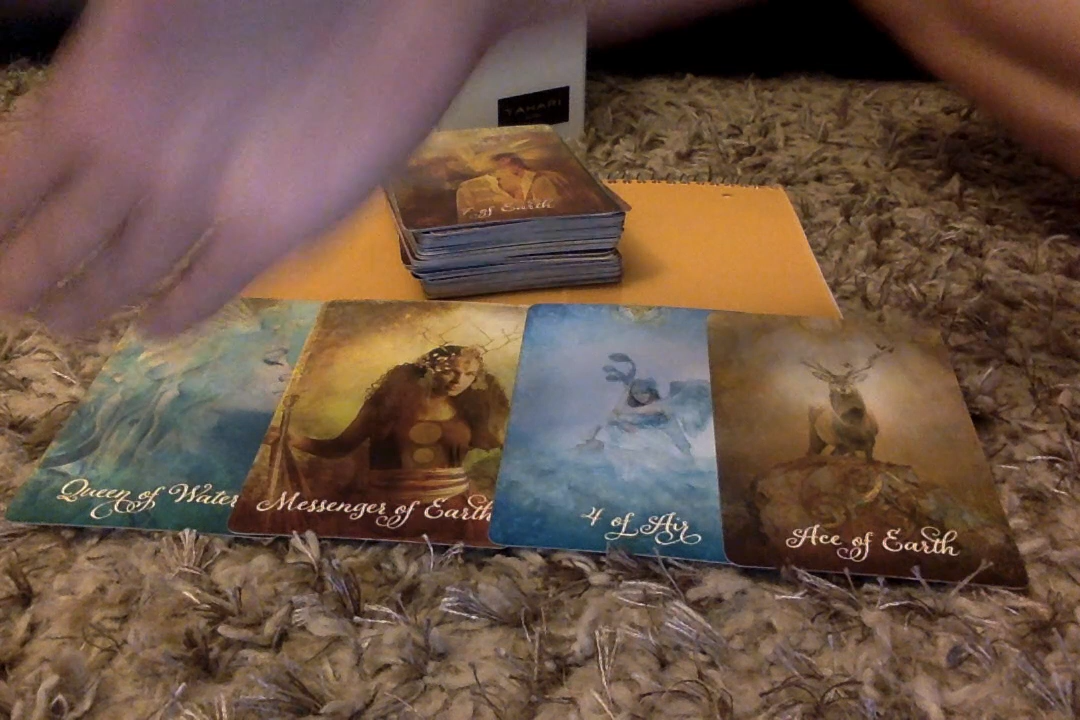 TAHARI
of Earth
Queen of Water
Messenger of Earth
4 of Air
Ace of Earth